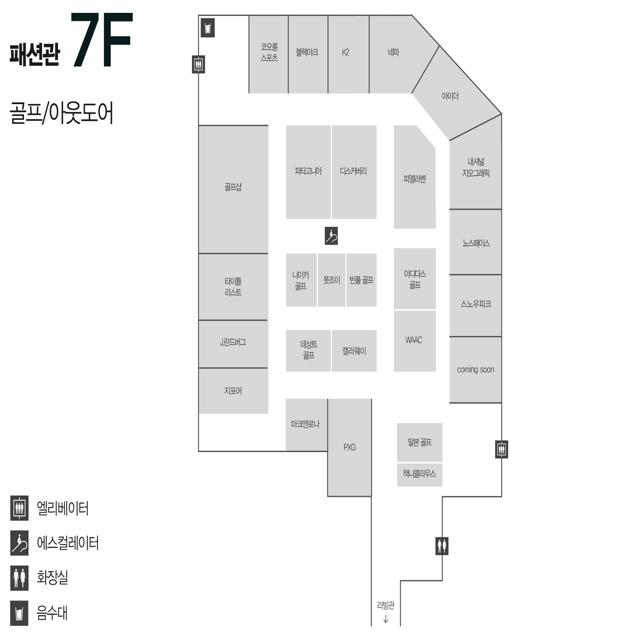 패션관 7F
골프/아웃도어
코오롱
스포츠
블랙야크
K2
네파
아이더
내셔널
지오그래픽
노스페이스
스노우피크
coming soon
골프샵
파타고니아
디스커버리
피엘라벤
타이틀
리스트
나이키
골프
풋조이
빈폴 골프
아디다스
골프
J.린드버그
데상트
골프
캘러웨이
WAAC
지포어
마크앤로나
PXG
말본 골프
잭니클라우스
리빙관
↓
엘리베이터
에스컬레이터
화장실
음수대